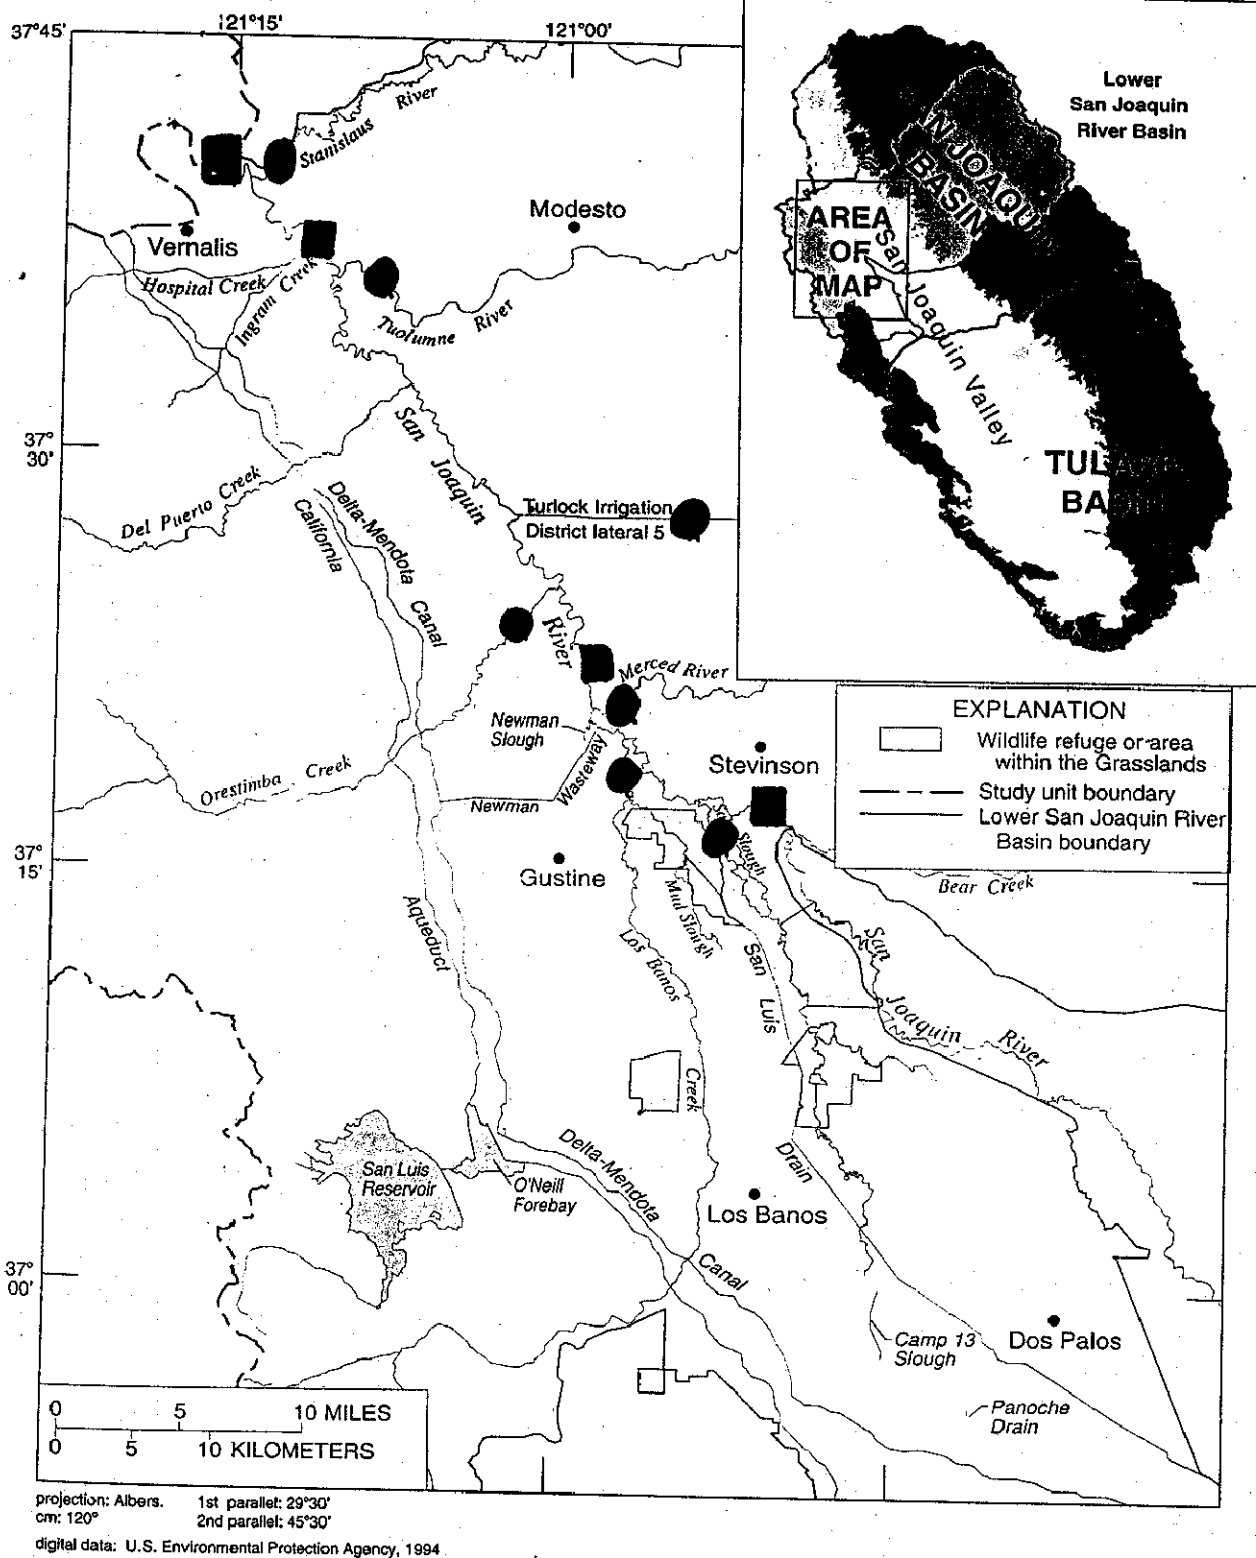 121°15'
121°00'
37°45'
Stanislaus River
Modesto
Vernalis
Hospital Creek
Ingram Creek
Tuolumne River
37°
30'
San Joaquin River
Del Puerto Creek
Delta-Mendota Canal
California Aqueduct
Turlock Irrigation
District lateral 5
Merced River
Newman
Slough
Newman Wasteway
Orestimba Creek
Stevinson
37°
15'
Gustine
Slough
Mud Slough
Los Banos Creek
San Luis Drain
Bear Creek
San Joaquin River
San Luis
Reservoir
O'Neill
Forebay
Delta-Mendota Canal
Los Banos
37°
00'
Camp 13
Slough
Dos Palos
Panoche
Drain
Lower
San Joaquin
River Basin
N JOAQUI
BASIN
AREA
OF
MAP
San Joaquin Valley
TUL
BA
EXPLANATION
Wildlife refuge or area
within the Grasslands
Study unit boundary
Lower San Joaquin River
Basin boundary
0 5 10 MILES
0 5 10 KILOMETERS
projection: Albers. 1st parallel: 29°30'
cm: 120° 2nd parallel: 45°30'
digital data: U.S. Environmental Protection Agency, 1994